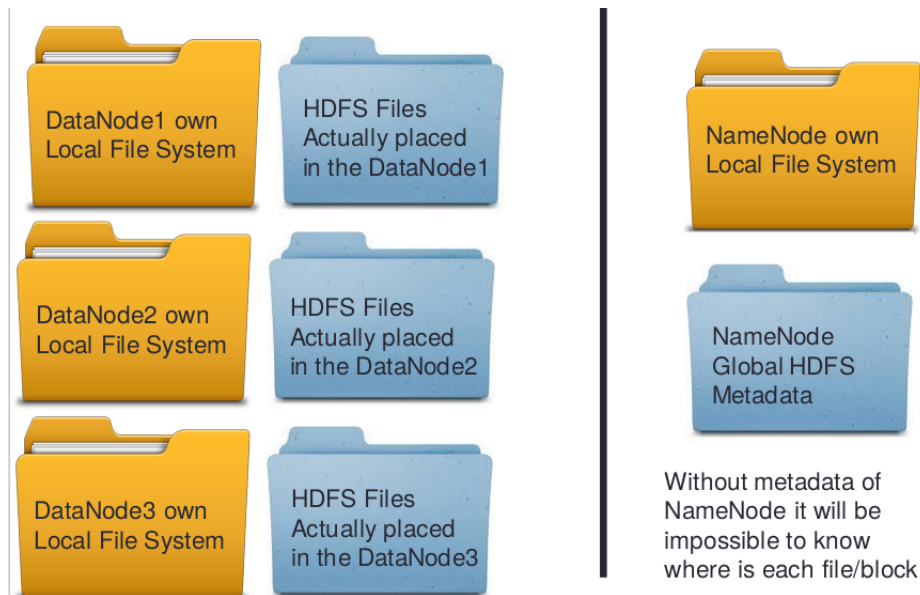 DataNode1 own
Local File System
HDFS Files
Actually placed
in the DataNode1
DataNode2 own
Local File System
HDFS Files
Actually placed
in the DataNode2
DataNode3 own
Local File System
HDFS Files
Actually placed
in the DataNode3
NameNode own
Local File System
NameNode
Global HDFS
Metadata
Without metadata of
NameNode it will be
impossible to know
where is each file/block